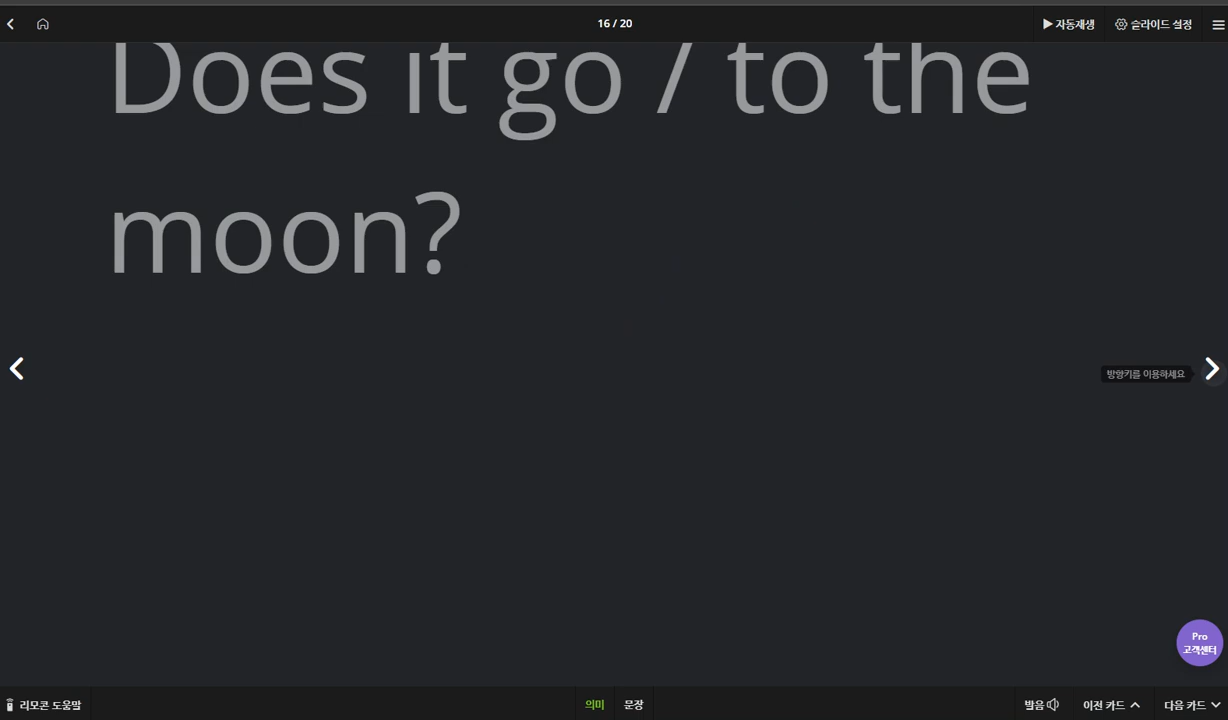 16 / 20
자동재생
슬라이드 설정
Does it go / to the
moon?
방향키를 이용하세요
Pro
고객센터
리모콘 도움말
의미
문장
발음
이전 카드
다음 카드